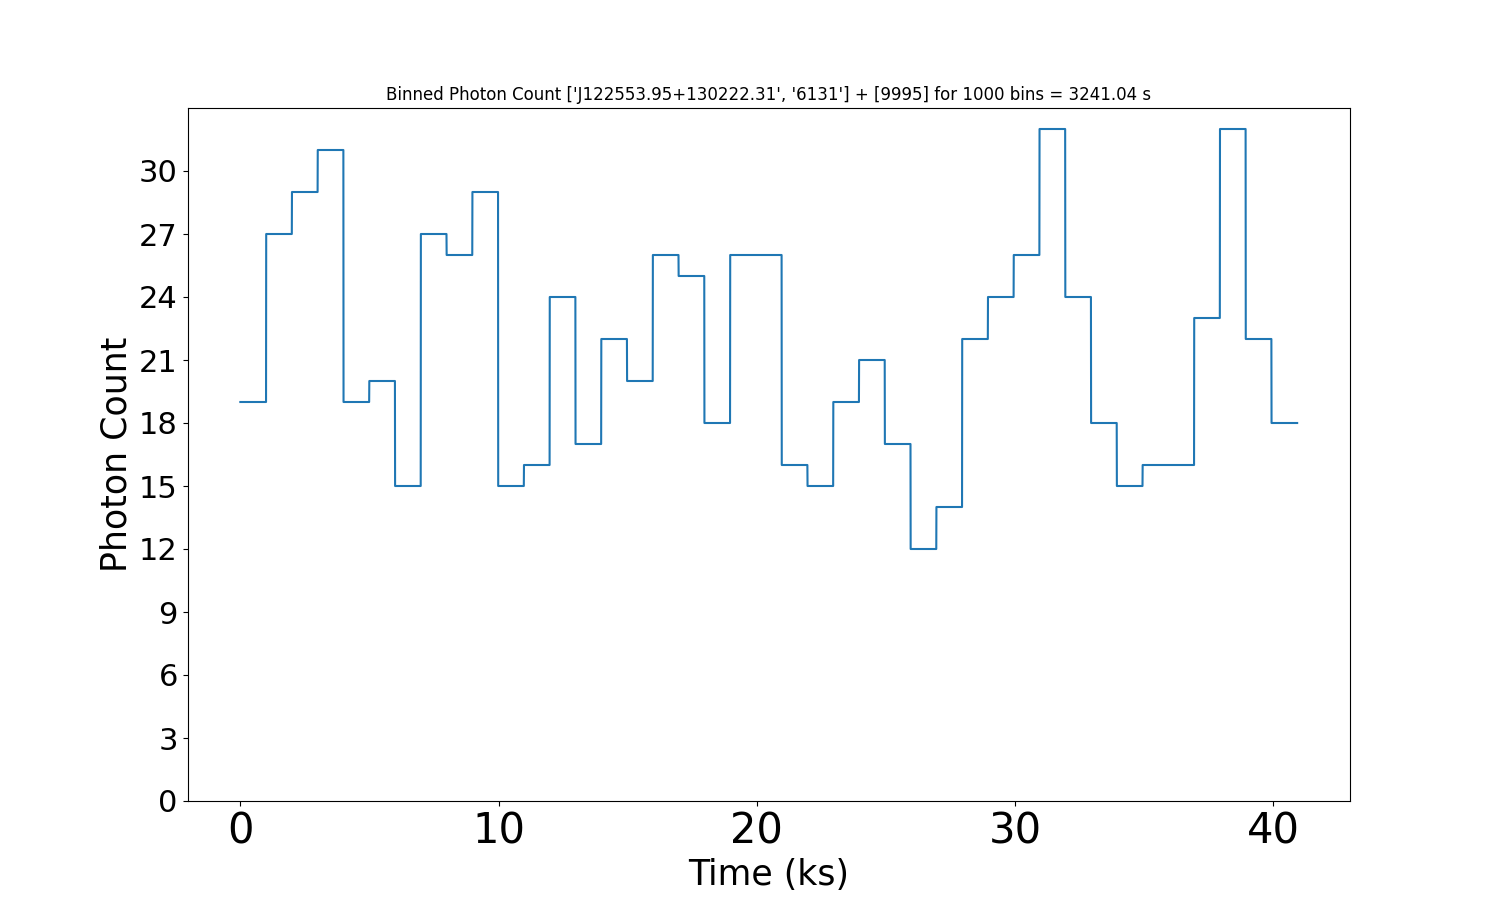 Binned Photon Count ['J122553.95+130222.31', '6131'] + [9995] for 1000 bins = 3241.04 s
30
27
24
21
18
15
12
9
6
3
0
Photon Count
0 10 20 30 40
Time (ks)